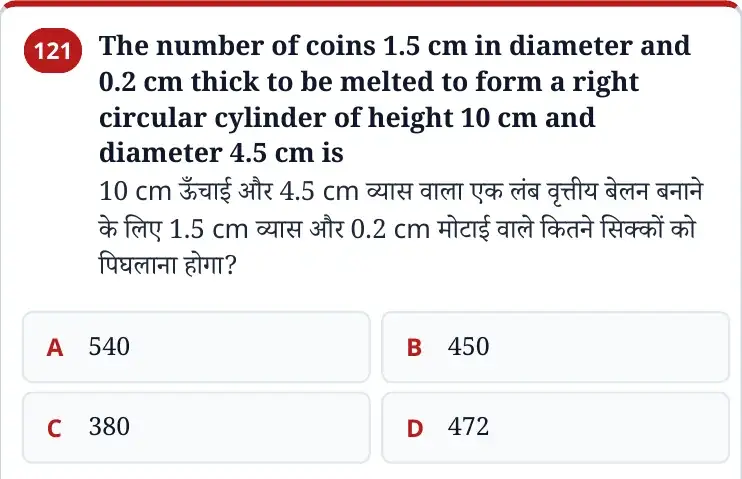 121 The number of coins 1.5 cm in diameter and
0.2 cm thick to be melted to form a right
circular cylinder of height 10 cm and
diameter 4.5 cm is
10 cm ऊँचाई और 4.5 cm व्यास वाला एक लंब वृत्तीय बेलन बनाने
के लिए 1.5 cm व्यास और 0.2 cm मोटाई वाले कितने सिक्कों को
पिघलाना होगा?
A 540
B 450
C 380
D 472